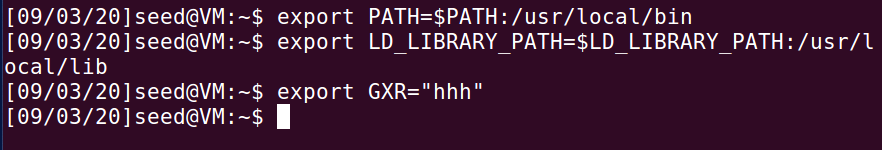 [09/03/20]seed@VM:~$ export PATH=$PATH:/usr/local/bin
[09/03/20]seed@VM:~$ export LD_LIBRARY_PATH=$LD_LIBRARY_PATH:/usr/l
ocal/lib
[09/03/20]seed@VM:~$ export GXR="hhh"
[09/03/20]seed@VM:~$